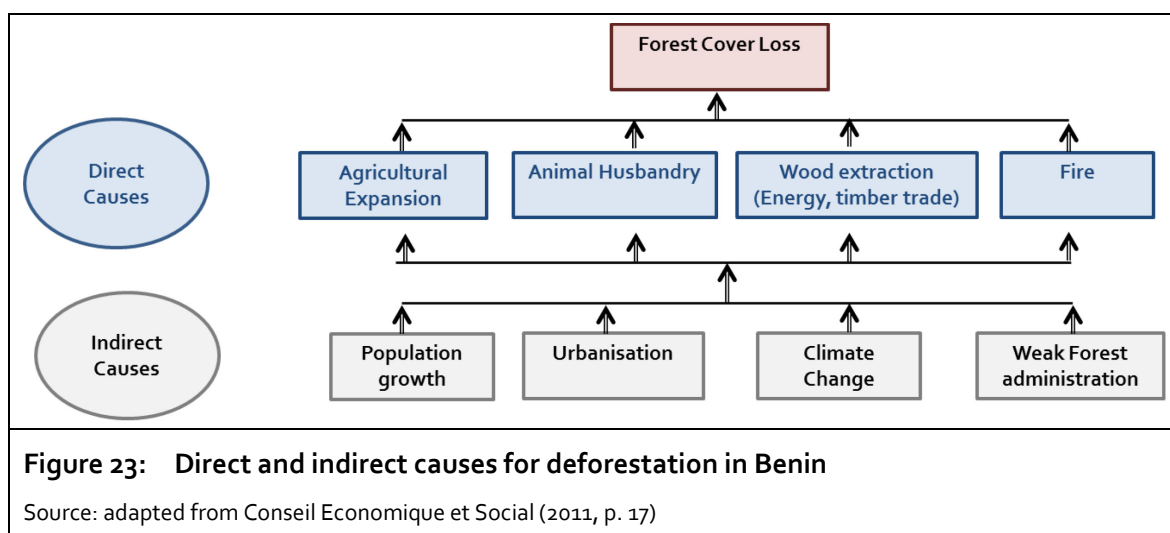 Forest Cover Loss
Direct
Causes
Agricultural
Expansion
Animal Husbandry
Wood extraction
(Energy, timber trade)
Fire
Indirect
Causes
Population
growth
Urbanisation
Climate
Change
Weak Forest
administration
Figure 23: Direct and indirect causes for deforestation in Benin
Source: adapted from Conseil Economique et Social (2011, p. 17)